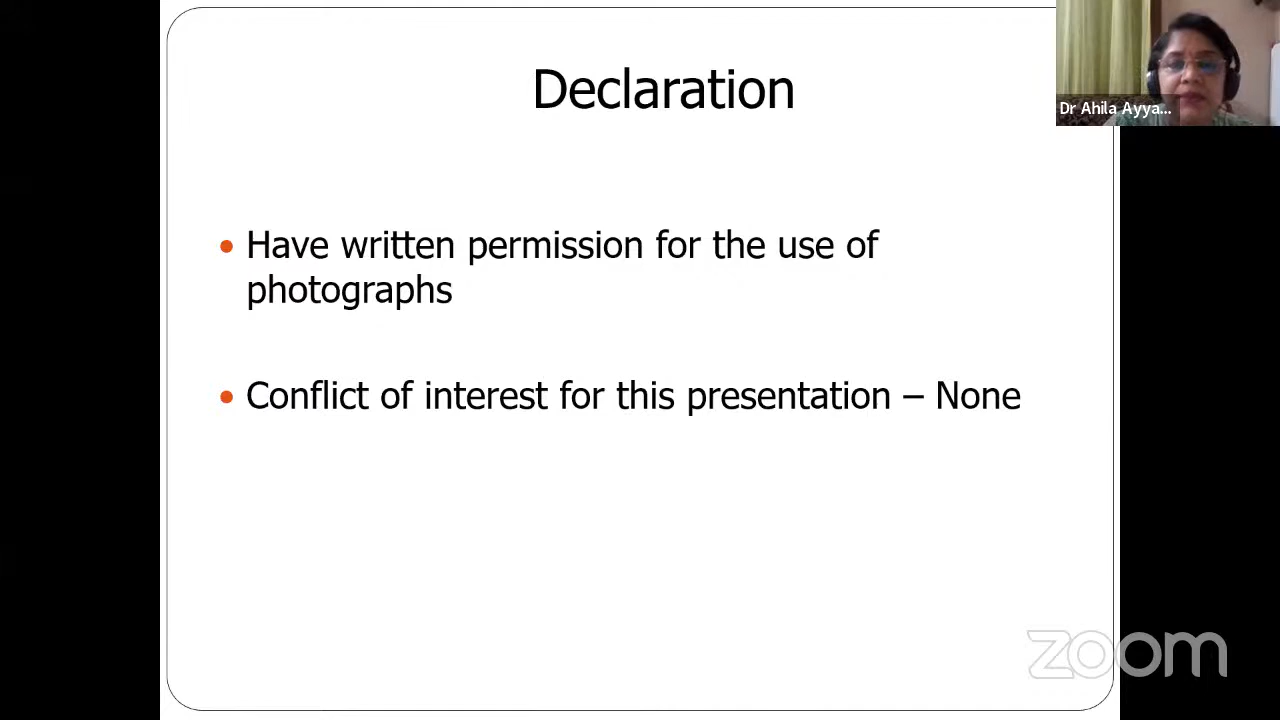 Declaration
Dr Ahila Ayya...
• Have written permission for the use of
photographs
• Conflict of interest for this presentation – None
zoom